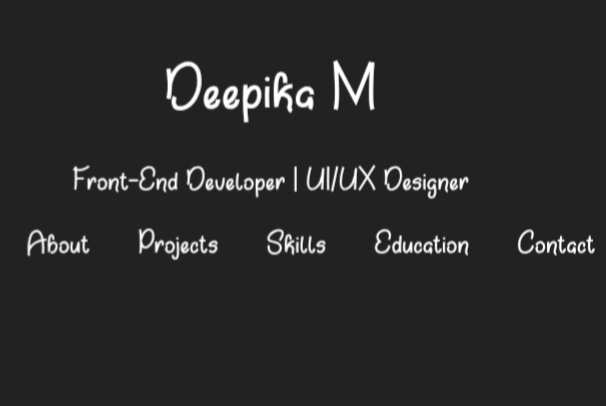 Deepika M
Front-End Developer | UI/UX Designer
About Projects Skills Education Contact